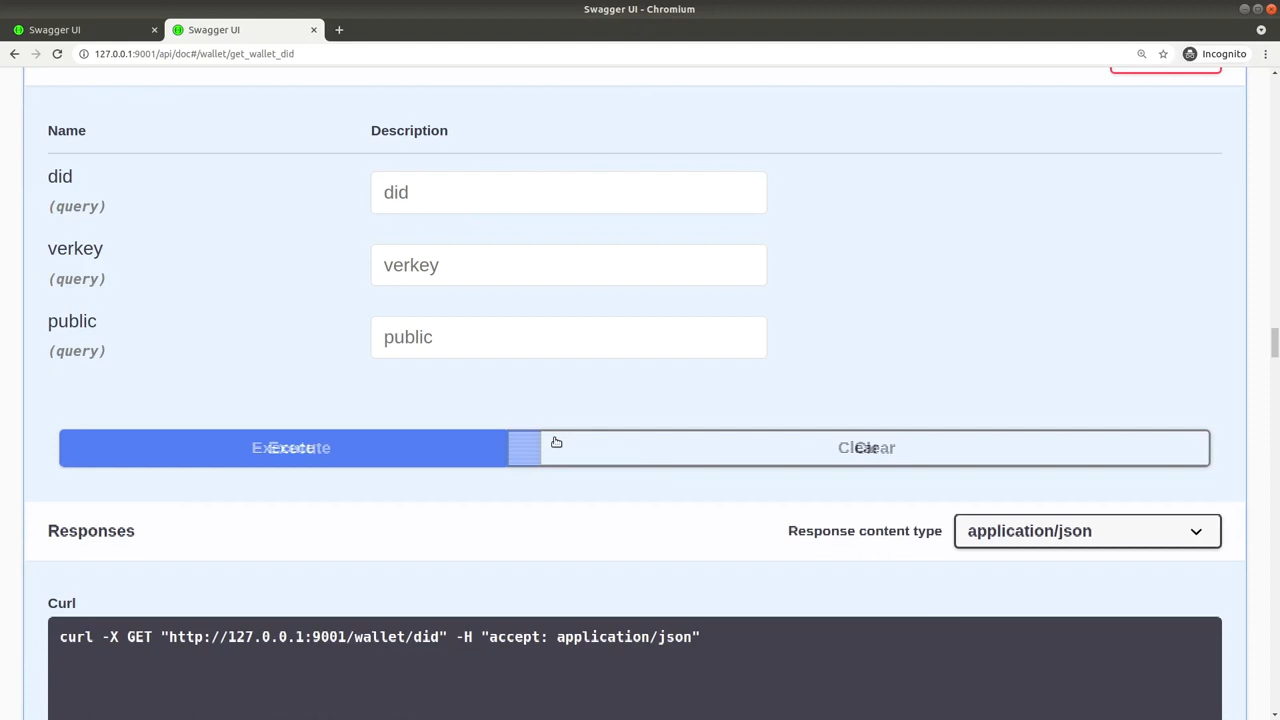 Swagger UI - Chromium
Swagger UI
Swagger UI
127.0.0.1:9001/api/doc#/wallet/get_wallet_did
Incognito
Name
Description
did
(query)
did
verkey
(query)
verkey
public
(query)
public
Execute
Clear
Responses
Response content type
application/json
Curl
curl -X GET "http://127.0.0.1:9001/wallet/did" -H "accept: application/json"